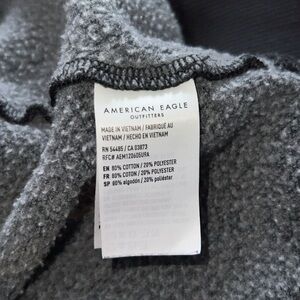 AMERICAN EAGLE
OUTFITTERS
MADE IN VIETNAM / FABRIQUÉ AU
VIETNAM / HECHO EN VIETNAM
RN 54485 / CA 03873
RFC# AEM120605URA
EN 80% COTTON / 20% POLYESTER
FR 80% COTON / 20% POLYESTER
SP 80% algodón / 20% poliéster